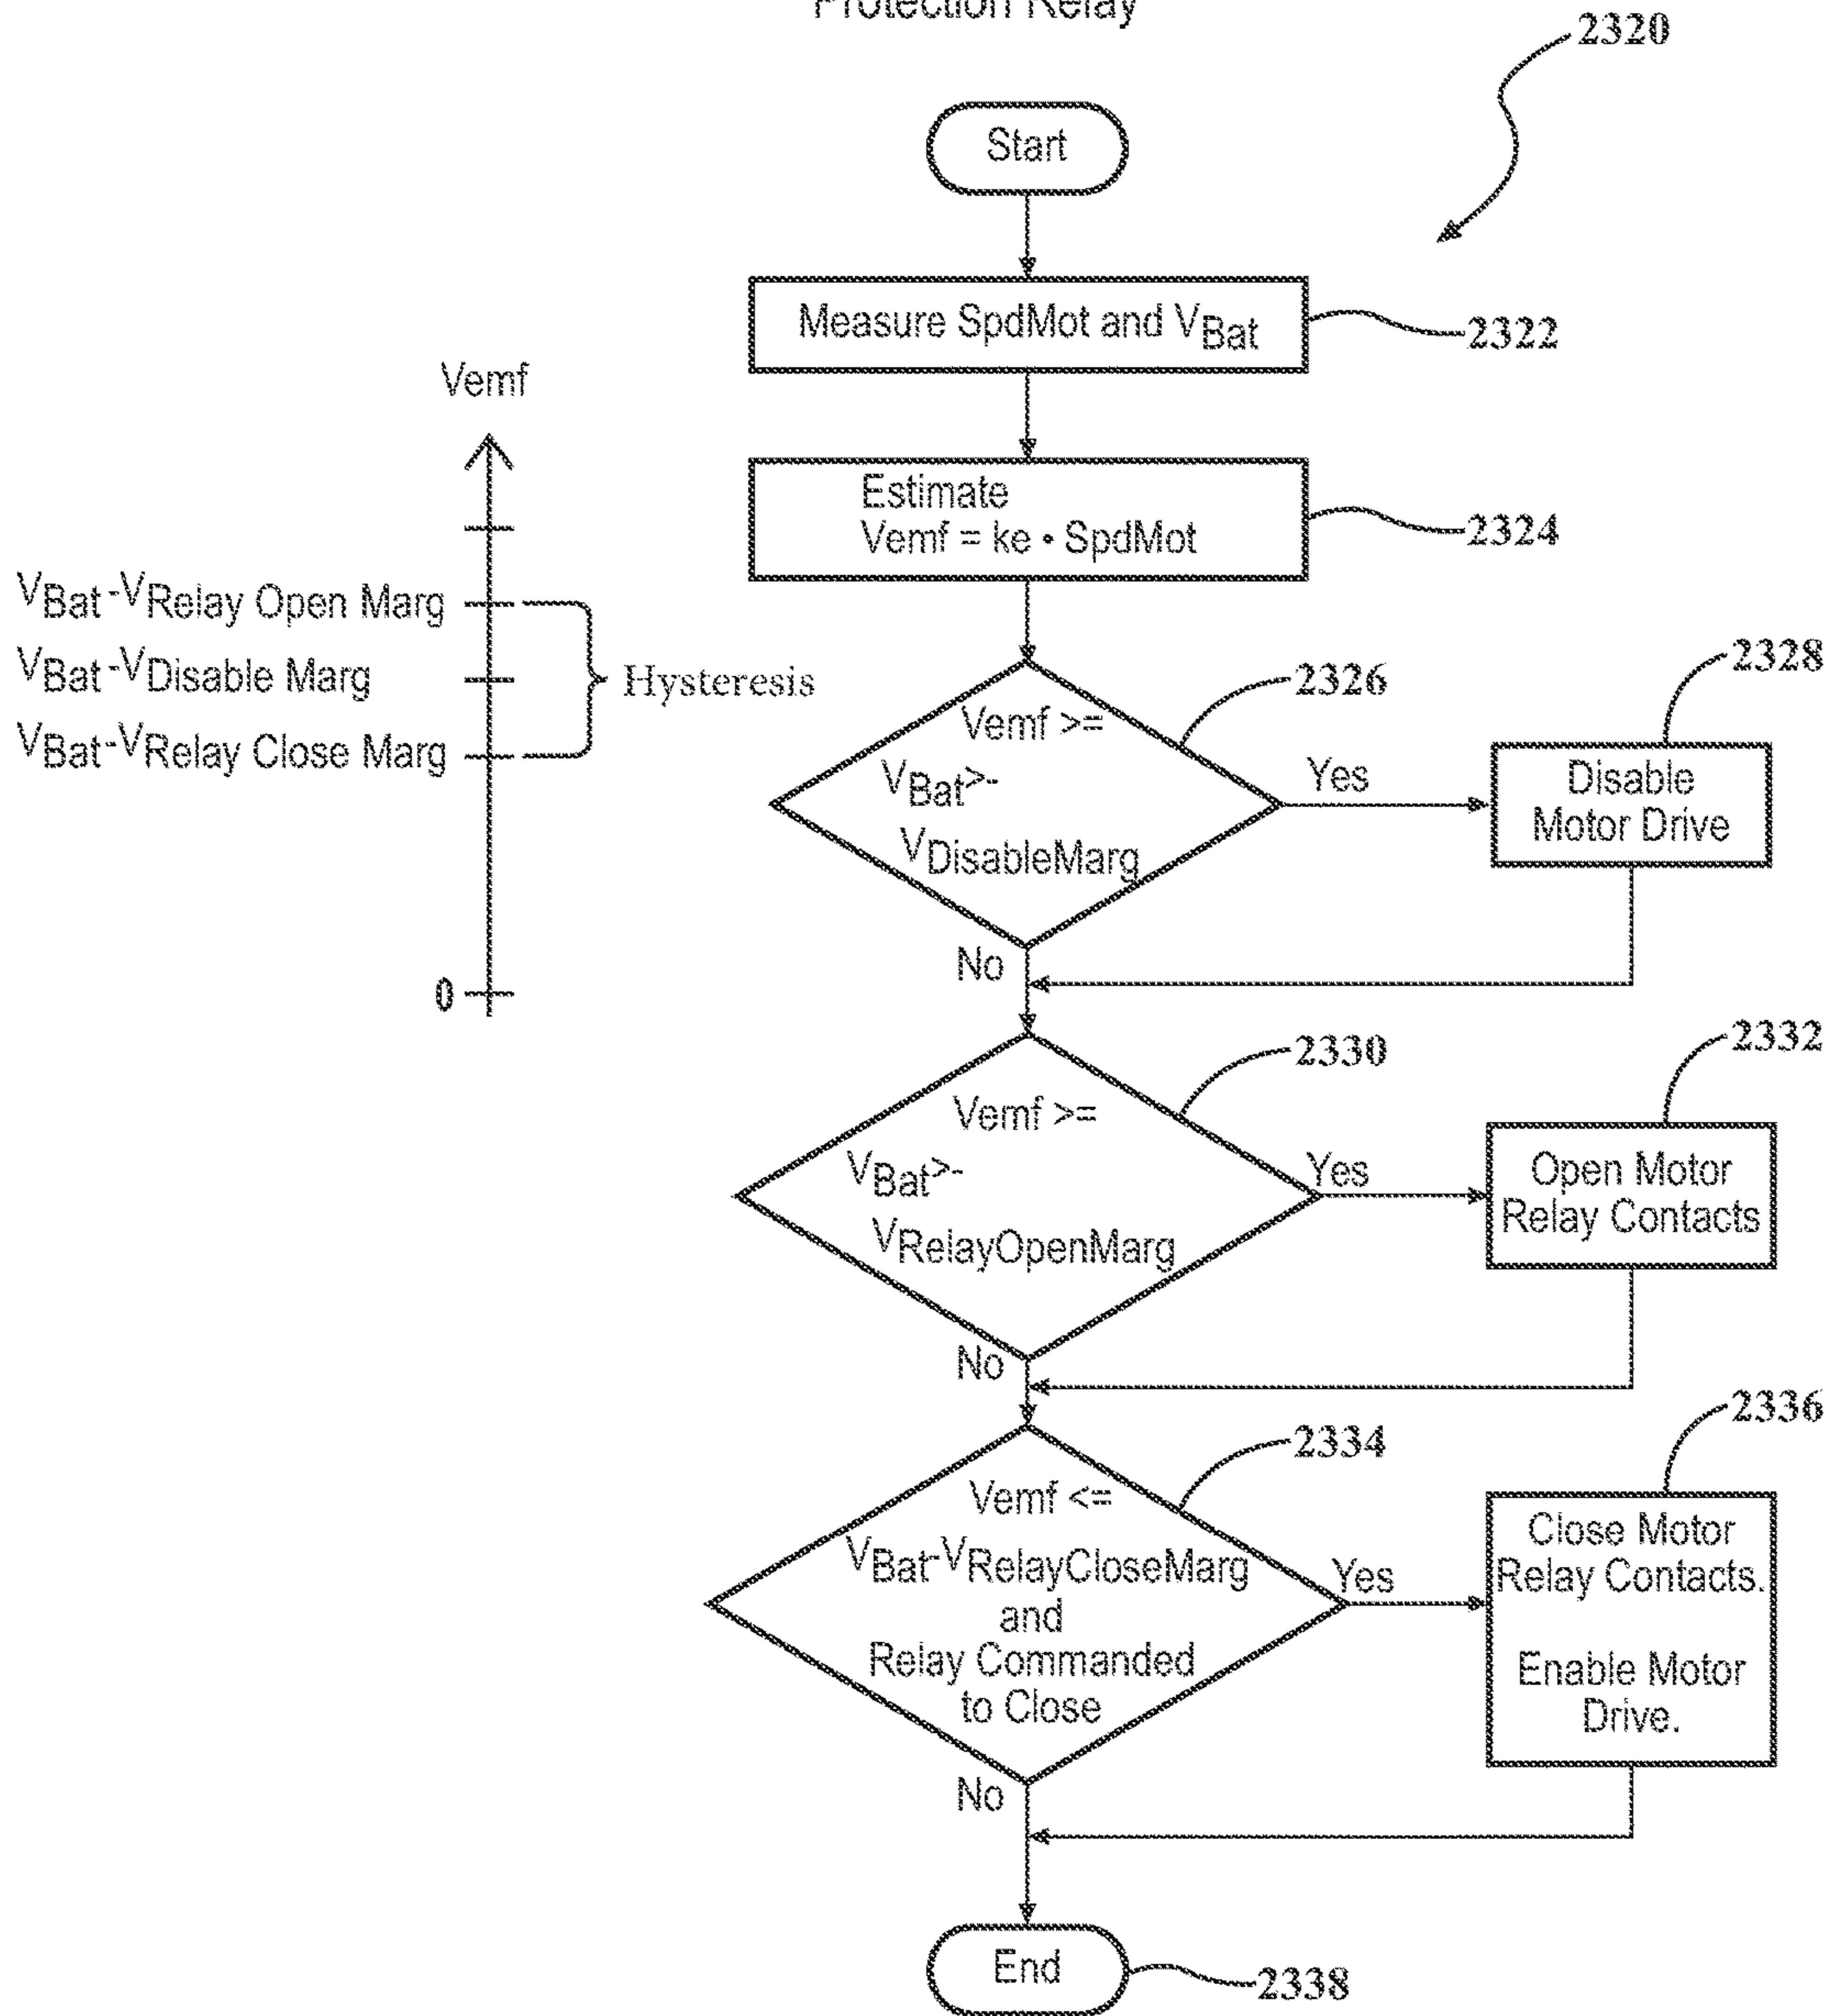 Protection Relay
2320
Start
Measure SpdMot and VBat
2322
Estimate
Vemf = ke • SpdMot
2324
Vemf
VBat-VRelay Open Marg
VBat-VDisable Marg
VBat-VRelay Close Marg
Hysteresis
0
Vemf >=
VBat>-
VDisableMarg
2326
Yes
No
Disable
Motor Drive
2328
Vemf >=
VBat>-
VRelayOpenMarg
2330
Yes
No
Open Motor
Relay Contacts
2332
Vemf <=
VBat-VRelayCloseMarg
and
Relay Commanded
to Close
2334
Yes
No
Close Motor
Relay Contacts.
Enable Motor
Drive.
2336
End
2338